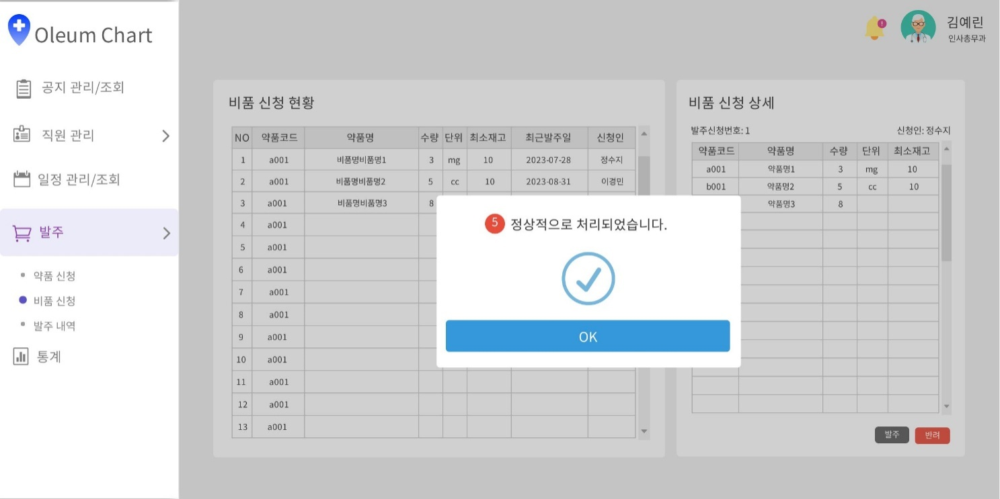 Oleum Chart
김예린
인사총무과
공지 관리/조회
직원 관리
일정 관리/조회
발주
약품 신청
비품 신청
발주 내역
통계
비품 신청 현황
NO 약품코드 약품명 수량 단위 최소재고 최근발주일 신청인
1 a001 비품명비품명1 3 mg 10 2023-07-28 정수지
2 a001 비품명비품명2 5 cc 10 2023-08-31 이경민
3 a001 비품명비품명3 8
4 a001
5 a001
6 a001
7 a001
8 a001
9 a001
10 a001
11 a001
12 a001
13 a001
비품 신청 상세
발주신청번호: 1 신청인: 정수지
약품코드 약품명 수량 단위 최소재고
a001 약품명1 3 mg 10
b001 약품명2 5 cc 10
약품명3 8
발주 반려
5 정상적으로 처리되었습니다.
OK